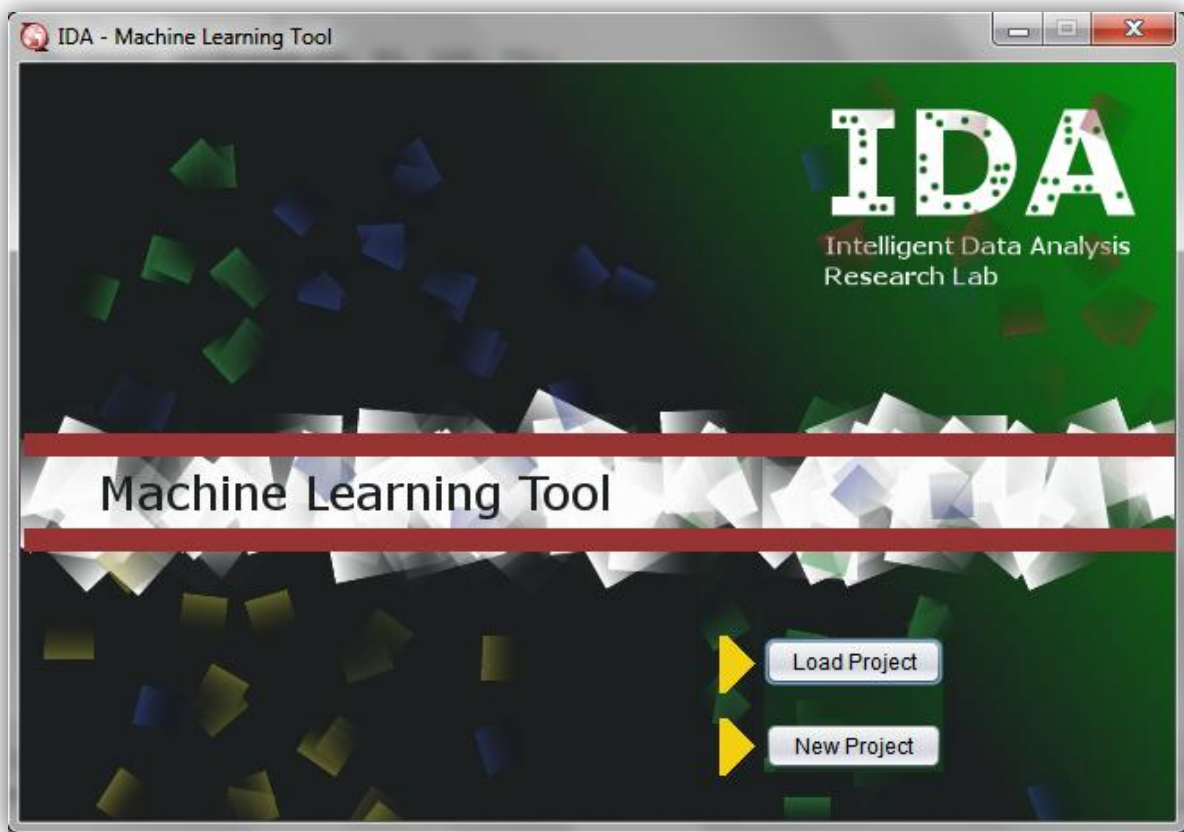 IDA - Machine Learning Tool
IDA
Intelligent Data Analysis
Research Lab
Machine Learning Tool
Load Project
New Project